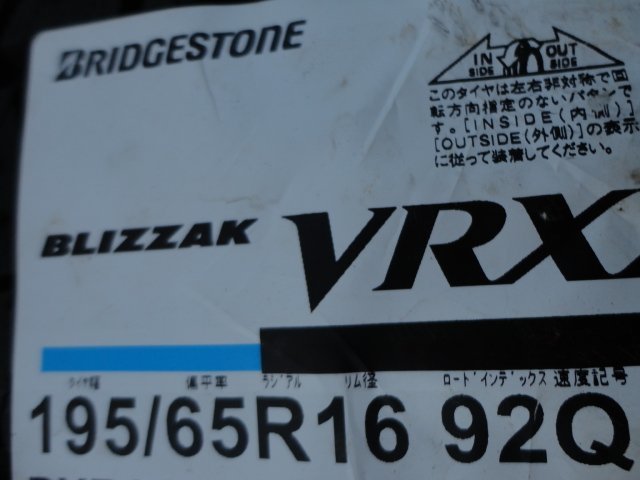 BRIDGESTONE
IN OUT
SIDE SIDE
このタイヤは左右非対称で回
転方向指定のないパタンで
す。[INSIDE(内側)]
[OUTSIDE(外側)]の表示
に従って装着してください。
BLIZZAK VRX
タイヤ幅 偏平率 ラジアル リム径 ロードインデックス 速度記号
195/65R16 92Q